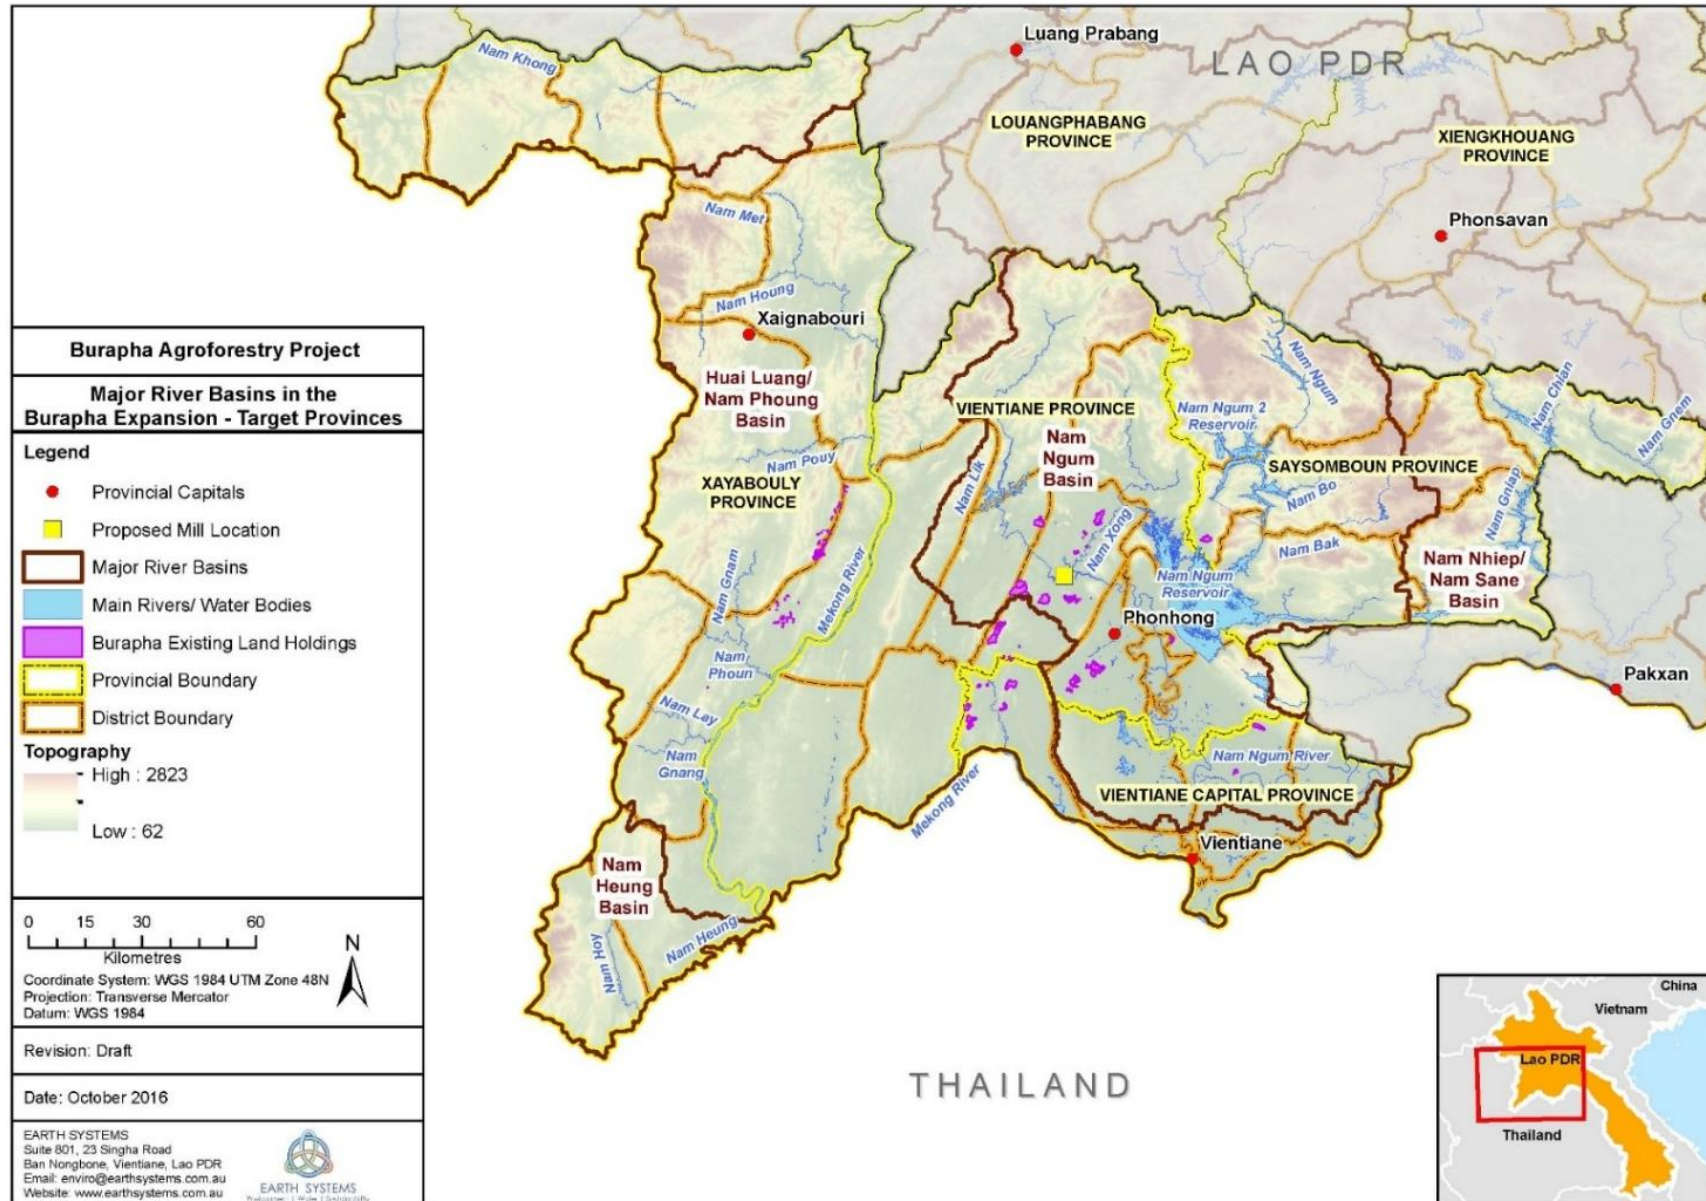 Burapha Agroforestry Project
Major River Basins in the
Burapha Expansion - Target Provinces
Legend
Provincial Capitals
Proposed Mill Location
Major River Basins
Main Rivers/ Water Bodies
Burapha Existing Land Holdings
Provincial Boundary
District Boundary
Topography
High : 2823
Low : 62
0 15 30 60
Kilometres
N
Coordinate System: WGS 1984 UTM Zone 48N
Projection: Transverse Mercator
Datum: WGS 1984
Revision: Draft
Date: October 2016
EARTH SYSTEMS
Suite 801, 23 Singha Road
Ban Nongbone, Vientiane, Lao PDR
Email: enviro@earthsystems.com.au
Website: www.earthsystems.com.au
EARTH SYSTEMS
Nam Khong
Luang Prabang
LAO PDR
LOUANGPHABANG
PROVINCE
XIENGKHOUANG
PROVINCE
Phonsavan
Nam Met
Nam Houng
Xaignabouri
Huai Luang/
Nam Phoung
Basin
Nam Pouy
XAYABOULY
PROVINCE
VIENTIANE PROVINCE
Nam
Ngum
Basin
Nam Lik
Nam Xong
Nam Ngum 2
Reservoir
Nam Ngum
SAYSOMBOUN PROVINCE
Nam Chian
Nam Gnem
Nam Bo
Nam Gniap
Nam Bak
Nam Nhiep/
Nam Sane
Basin
Nam Ngum
Reservoir
Phonhong
Pakxan
Nam Gnam
Mekong River
Nam
Phoun
Nam Lay
Nam
Gnang
Nam Ngum River
VIENTIANE CAPITAL PROVINCE
Mekong River
Vientiane
Nam
Heung
Basin
Nam Heung
Nam Hoy
THAILAND
China
Vietnam
Lao PDR
Thailand